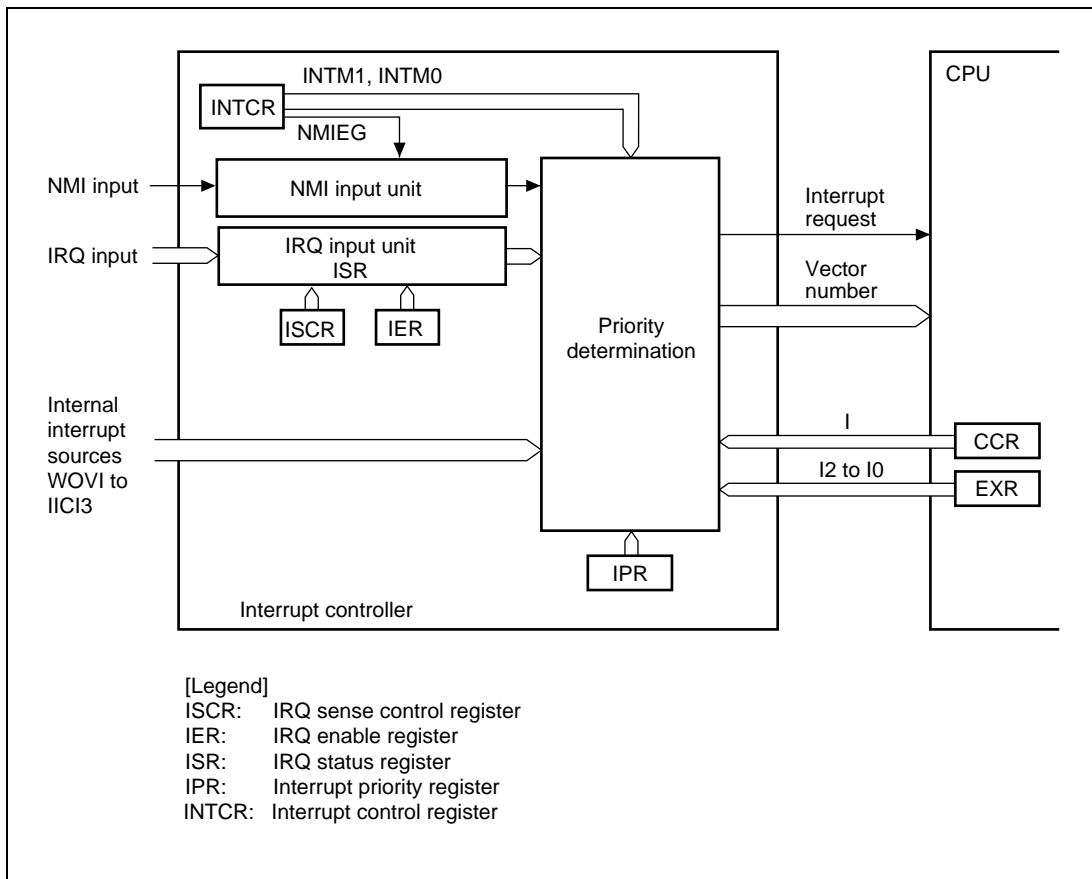 INTM1, INTM0
CPU
INTCR
NMIEG
NMI input
NMI input unit
Interrupt
request
IRQ input
IRQ input unit
ISR
Vector
number
ISCR
IER
Priority
determination
Internal
interrupt
sources
WOVI to
IICI3
I
CCR
I2 to I0
EXR
IPR
Interrupt controller
[Legend]
ISCR: IRQ sense control register
IER: IRQ enable register
ISR: IRQ status register
IPR: Interrupt priority register
INTCR: Interrupt control register